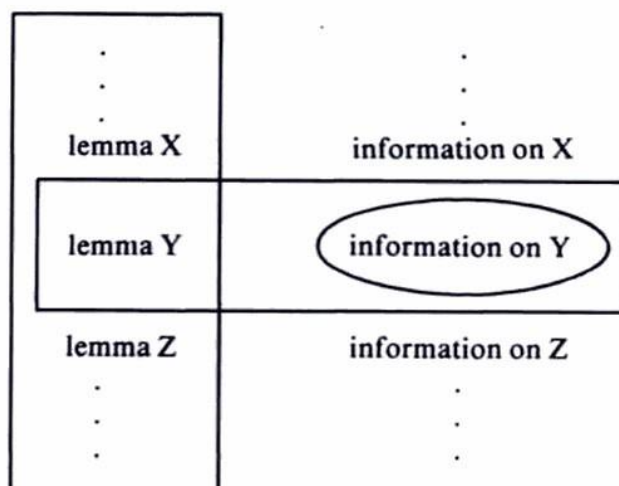 lemma X information on X
lemma Y information on Y
lemma Z information on Z